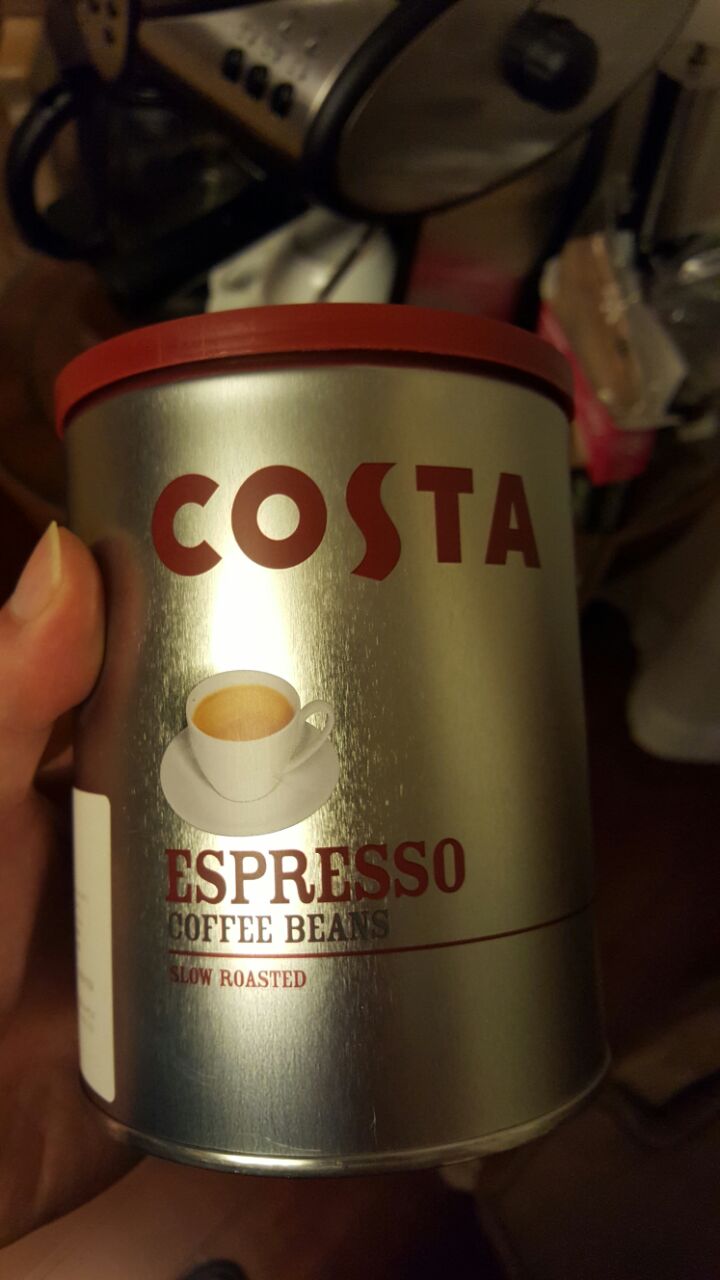 COSTA
ESPRESSO
COFFEE BEANS
SLOW ROASTED